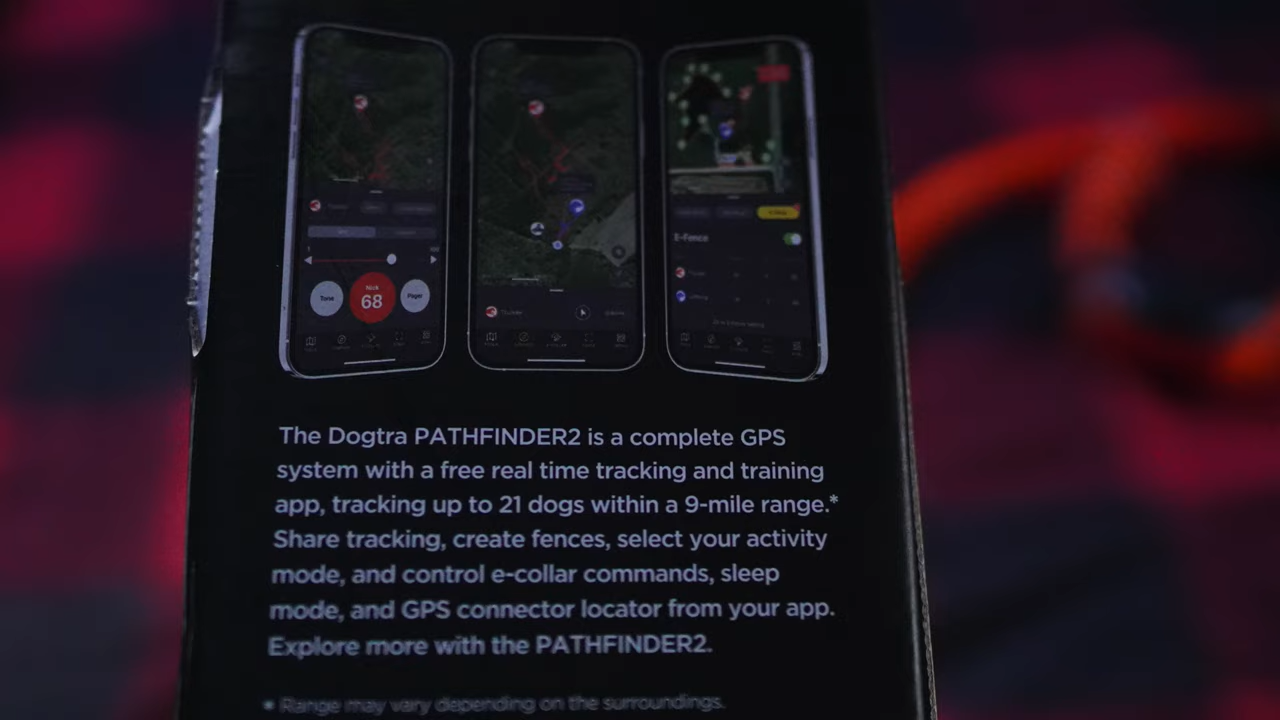 Tone
Nick
68
Pager
E-Fence
The Dogtra PATHFINDER2 is a complete GPS
system with a free real time tracking and training
app, tracking up to 21 dogs within a 9-mile range.*
Share tracking, create fences, select your activity
mode, and control e-collar commands, sleep
mode, and GPS connector locator from your app.
Explore more with the PATHFINDER2.
* Range may vary depending on the surroundings.